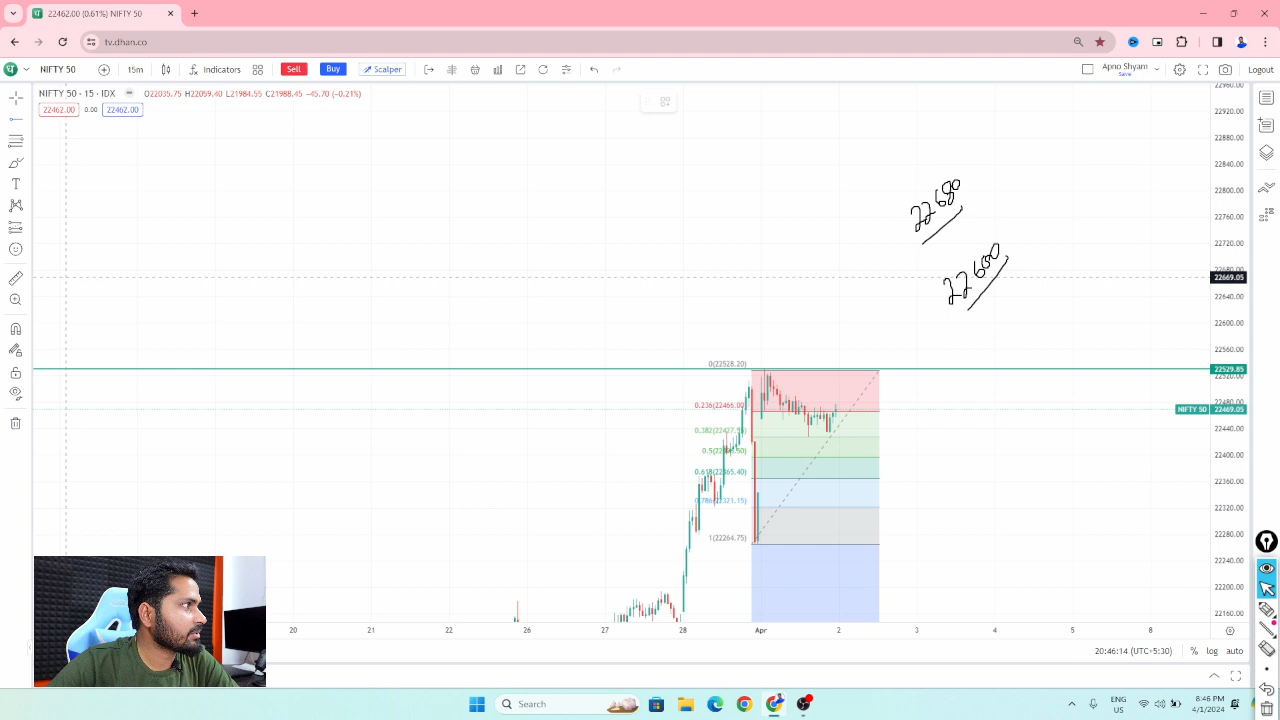 22462.00 (0.61%) NIFTY 50
tv.dhan.co
NIFTY 50
15m
Indicators
Sell
Buy
Scalper
Apno Shyam
Save
Logout
NIFTY 50 · 15 · IDX
O22035.75 H22059.40 L21984.55 C21988.45 -45.70 (-0.21%)
22462.00
0.00
22462.00
22960.00
22920.00
22880.00
22840.00
22800.00
22760.00
22720.00
22680.00
22669.05
22640.00
22600.00
22560.00
22529.85
22520.00
22480.00
NIFTY 50 22469.05
22440.00
22400.00
22360.00
22320.00
22280.00
22240.00
22200.00
22160.00
22680
22600
0(22528.20)
0.236(22466.00)
0.382(22427.55)
0.618(22365.40)
0.786(22321.15)
1(22264.75)
20
21
22
26
27
28
Apr
2
4
5
8
20:46:14 (UTC+5:30)
%
log
auto
Search
ENG
US
8:46 PM
4/1/2024